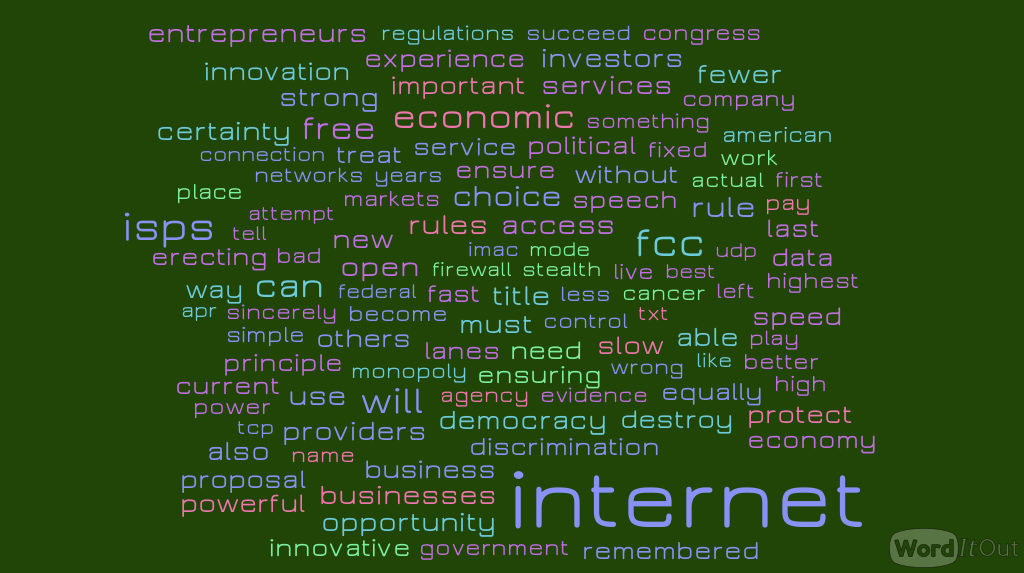 entrepreneurs regulations succeed congress
experience investors
innovation fewer
important services
strong company
economic something
certainty free american
service political fixed
connection treat work
networks years ensure without actual first
place markets choice speech rule pay
attempt
isps tell rules access last
new fcc udp
imac mode
erecting bad data
open firewall stealth live best
highest
way can federal fast title less cancer left
apr sincerely become txt speed
must control
simple others able play
lanes need slow
principle monopoly wrong like better
ensuring
current use agency evidence equally high
power will
tcp providers democracy destroy protect
discrimination economy
also name
business
proposal internet
powerful businesses
opportunity
innovative government remembered
WordItOut